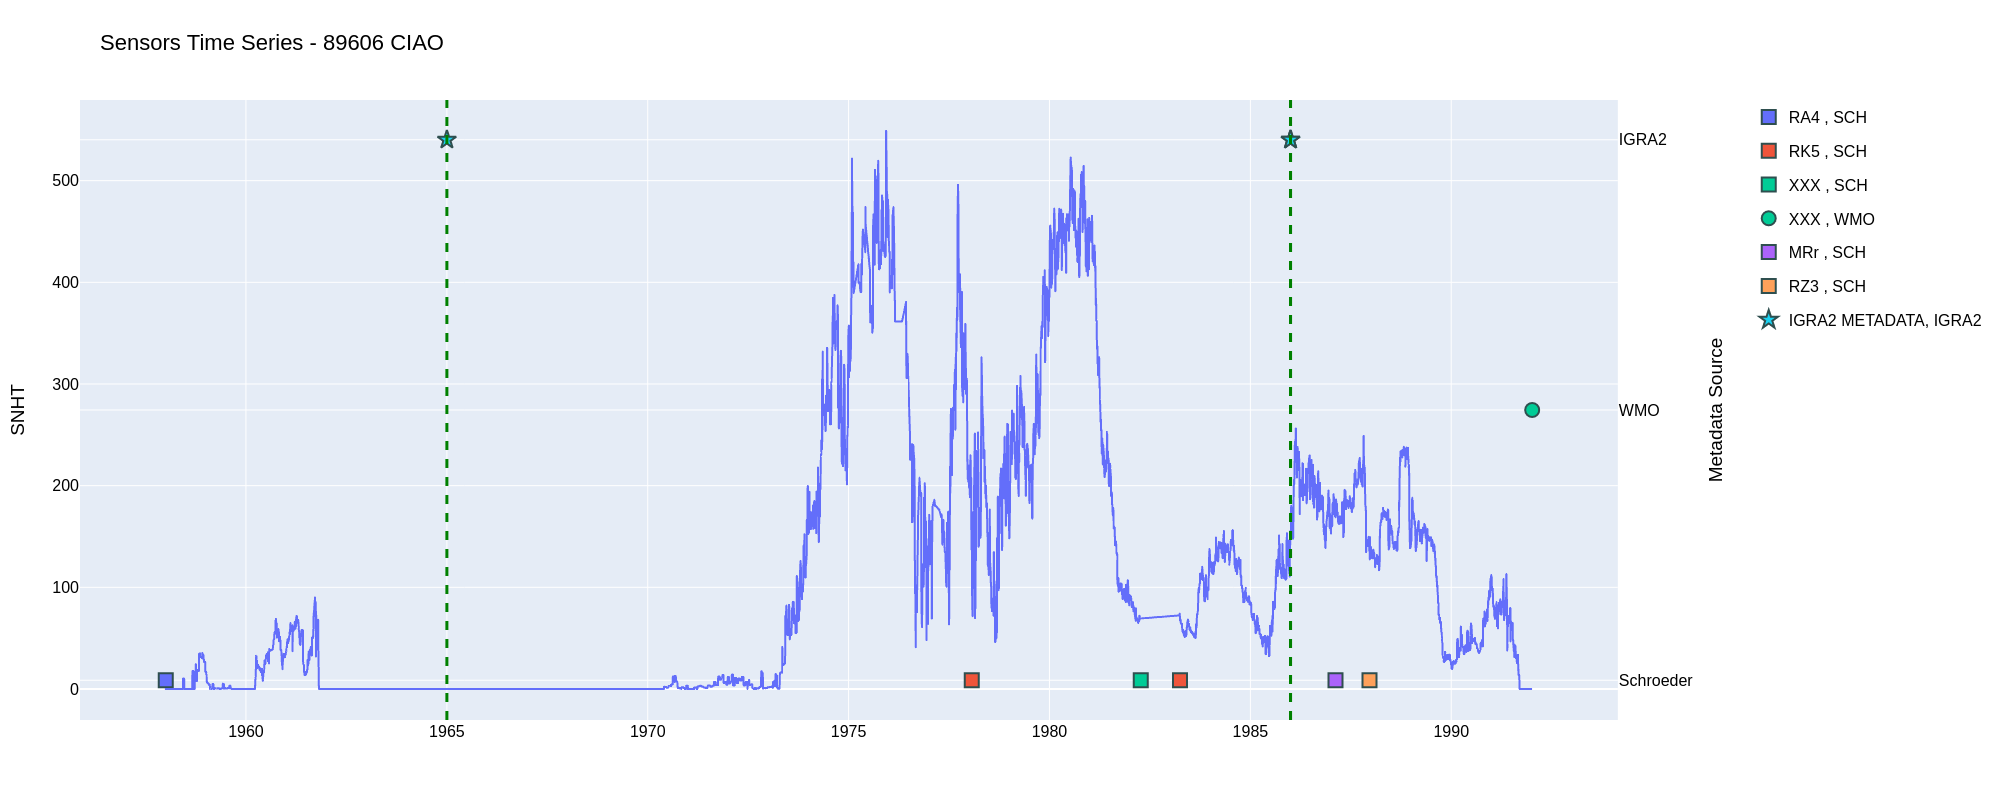 Sensors Time Series - 89606 CIAO
SNHT
500
400
300
200
100
0
1960
1965
1970
1975
1980
1985
1990
IGRA2
WMO
Schroeder
Metadata Source
RA4 , SCH
RK5 , SCH
XXX , SCH
XXX , WMO
MRr , SCH
RZ3 , SCH
IGRA2 METADATA, IGRA2